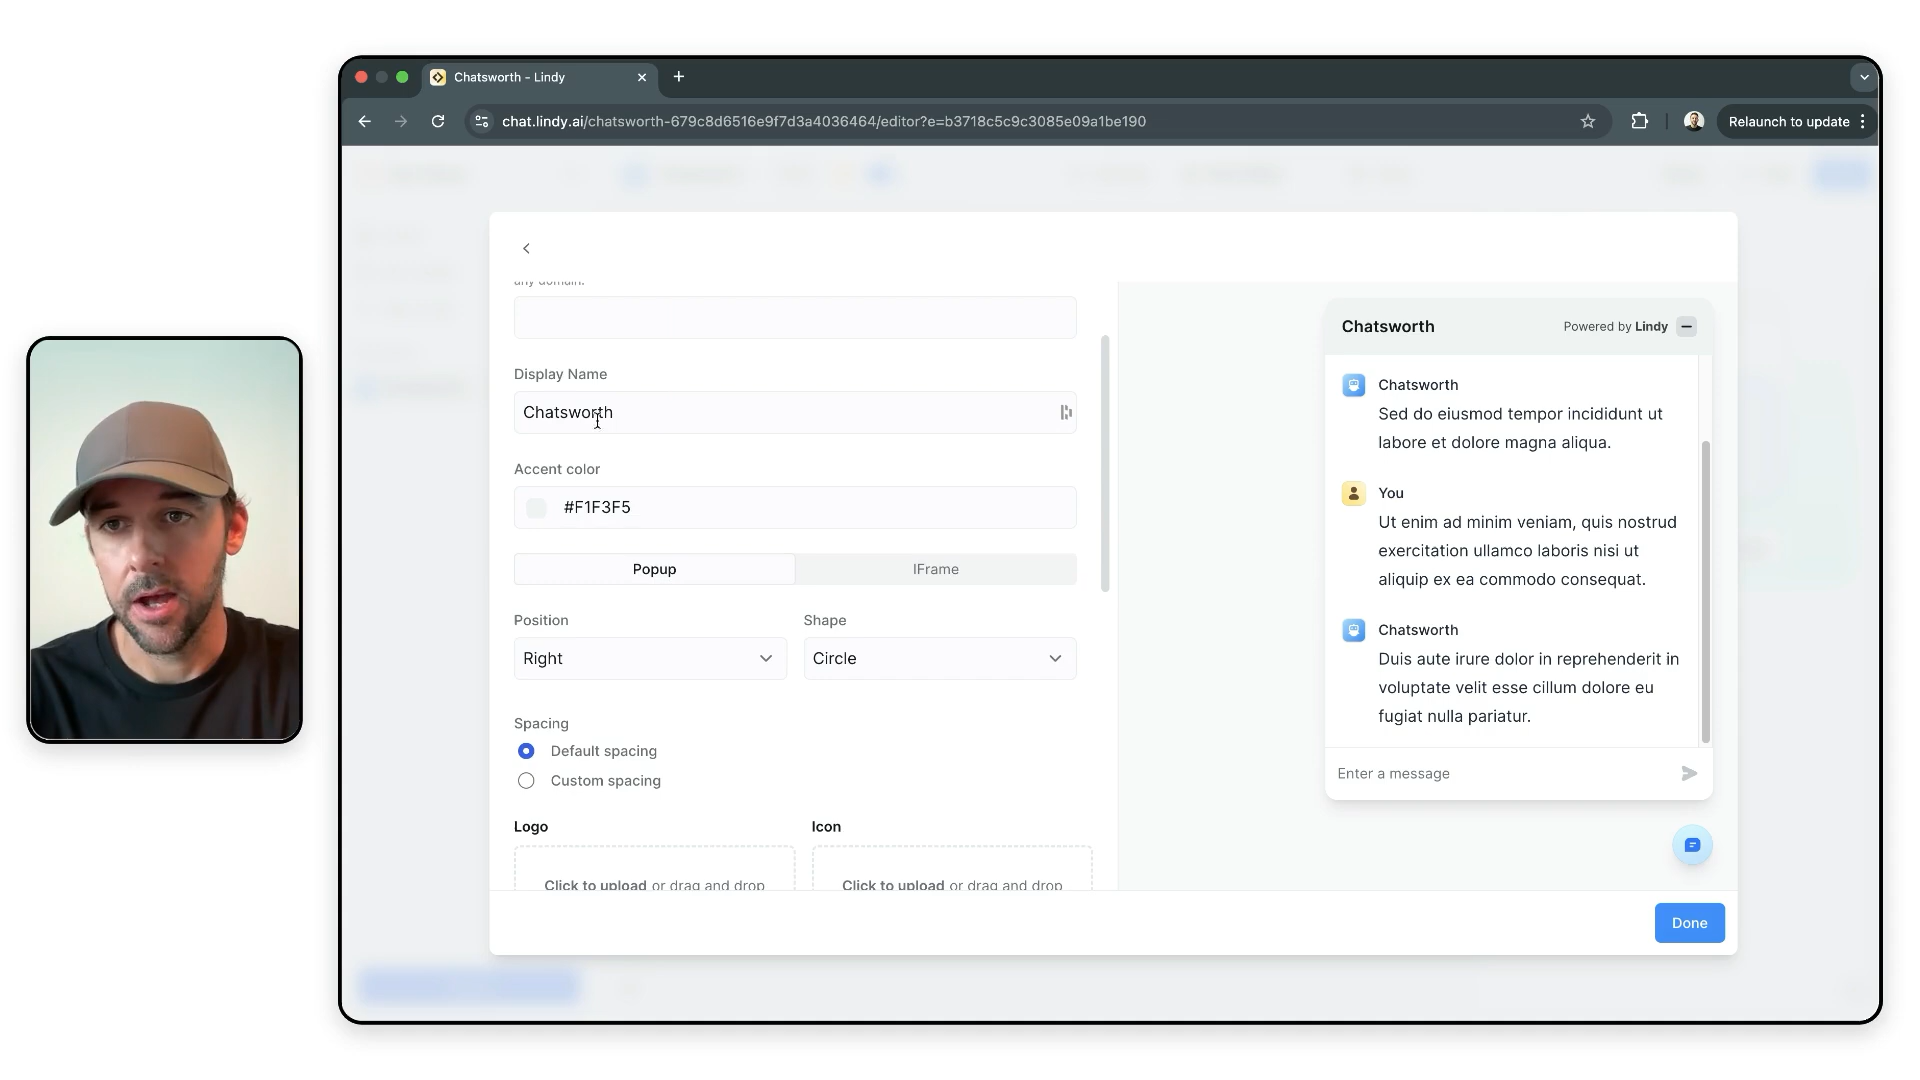 Chatsworth - Lindy
chat.lindy.ai/chatsworth-679c8d6516e9f7d3a4036464/editor?e=b3718c5c9c3085e09a1be190
Relaunch to update
any domain.
Display Name
Chatsworth
Accent color
#F1F3F5
Popup
IFrame
Position
Shape
Right
Circle
Spacing
Default spacing
Custom spacing
Logo
Icon
Click to upload or drag and drop
Click to upload or drag and drop
Chatsworth
Powered by Lindy
Chatsworth
Sed do eiusmod tempor incididunt ut
labore et dolore magna aliqua.
You
Ut enim ad minim veniam, quis nostrud
exercitation ullamco laboris nisi ut
aliquip ex ea commodo consequat.
Chatsworth
Duis aute irure dolor in reprehenderit in
voluptate velit esse cillum dolore eu
fugiat nulla pariatur.
Enter a message
Done